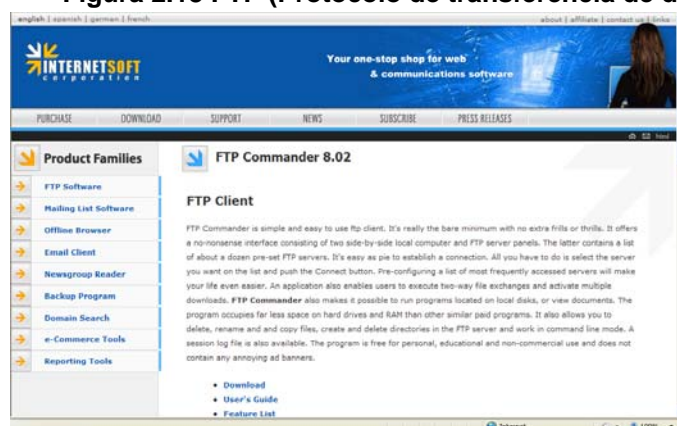 Figura 2.18 FTP (Protocolo de transferencia de d
english | spanish | german | french
about | affiliate | contact us | links
INTERNETSOFT
corporation
Your one-stop shop for web
& communications software
PURCHASE DOWNLOAD SUPPORT NEWS SUBSCRIBE PRESS RELEASES
html
Product Families
FTP Software
Mailing List Software
Offline Browser
Email Client
Newsgroup Reader
Backup Program
Domain Search
e-Commerce Tools
Reporting Tools
FTP Commander 8.02
FTP Client
FTP Commander is simple and easy to use ftp client. It's really the bare minimum with no extra frills or thrills. It offers
a no-nonsense interface consisting of two side-by-side local computer and FTP server panels. The latter contains a list
of about a dozen pre-set FTP servers. It's easy as pie to establish a connection. All you have to do is select the server
you want on the list and push the Connect button. Pre-configuring a list of most frequently accessed servers will make
your life even easier. An application also enables users to execute two-way file exchanges and activate multiple
downloads. FTP Commander also makes it possible to run programs located on local disks, or view documents. The
program occupies far less space on hard drives and RAM than other similar paid programs. It also allows you to
delete, rename and and copy files, create and delete directories in the FTP server and work in command line mode. A
session log file is also available. The program is free for personal, educational and non-commercial use and does not
contain any annoying ad banners.
Download
User's Guide
Feature List
Internet